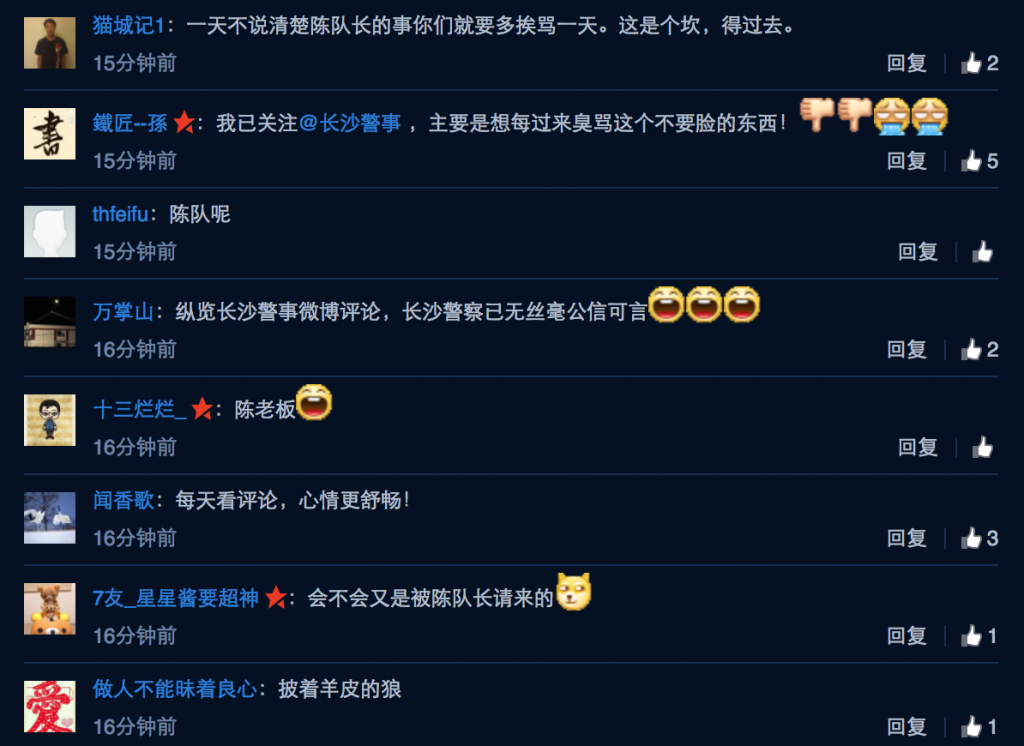 猫城记1：一天不说清楚陈队长的事你们就要多挨骂一天。这是个坎，得过去。
15分钟前 回复 2
書
鐵匠--孫：我已关注@长沙警事 ，主要是想每过来臭骂这个不要脸的东西！
15分钟前 回复 5
thfeifu：陈队呢
15分钟前 回复
万掌山：纵览长沙警事微博评论，长沙警察已无丝毫公信可言
16分钟前 回复 2
十三烂烂_：陈老板
16分钟前 回复
闻香歌：每天看评论，心情更舒畅！
16分钟前 回复 3
7友_星星酱要超神：会不会又是被陈队长请来的
16分钟前 回复 1
愛
做人不能昧着良心：披着羊皮的狼
16分钟前 回复 1